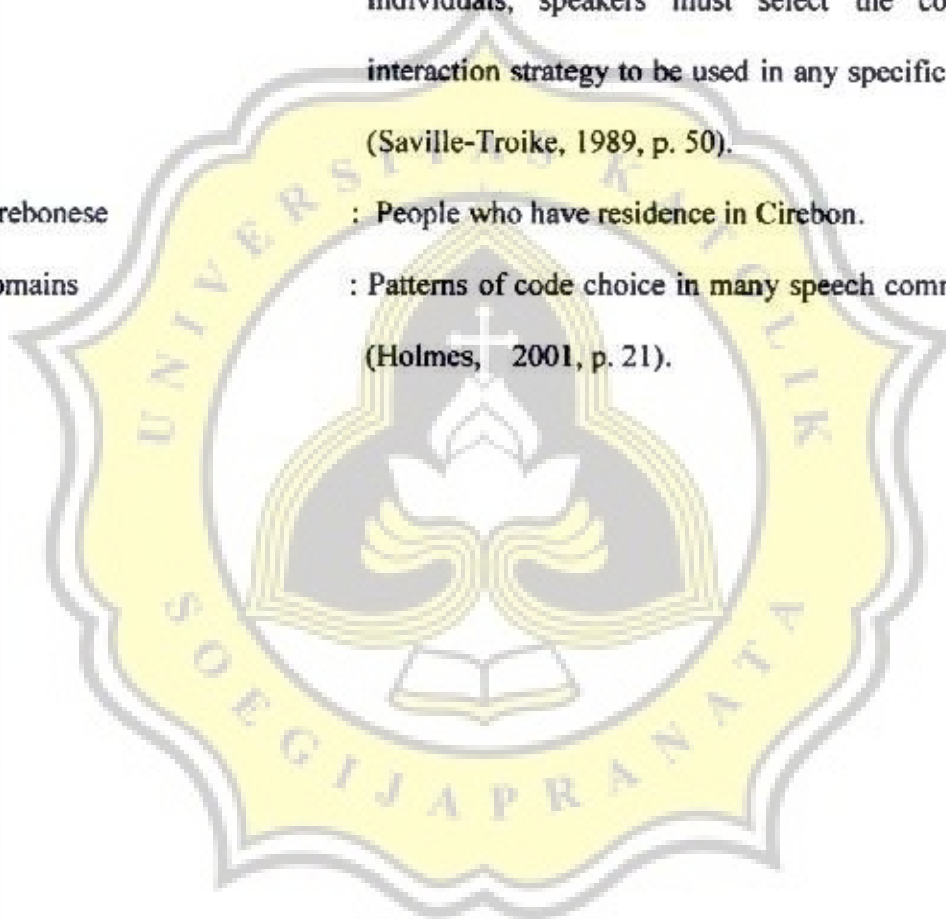 individuals, speakers must select the co
interaction strategy to be used in any specific
(Saville-Troike, 1989, p. 50).
rebonese : People who have residence in Cirebon.
omains : Patterns of code choice in many speech comm
(Holmes, 2001, p. 21).
UNIVERSITAS KATOLIK
SOEGIJAPRANATA